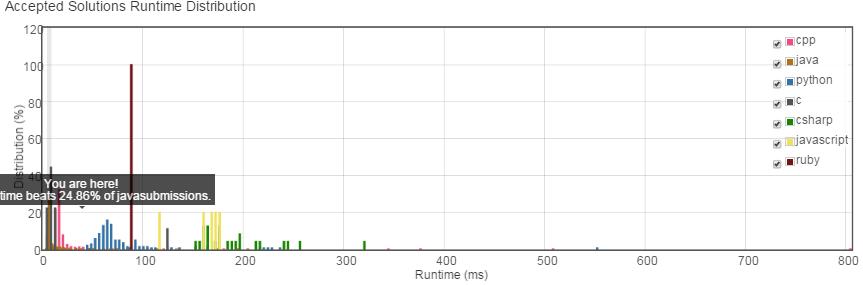 Accepted Solutions Runtime Distribution
120
100
80
60
40
20
0
Distribution (%)
You are here!
time beats 24.86% of javasubmissions.
cpp
java
python
c
csharp
javascript
ruby
0 100 200 300 400 500 600 700 800
Runtime (ms)